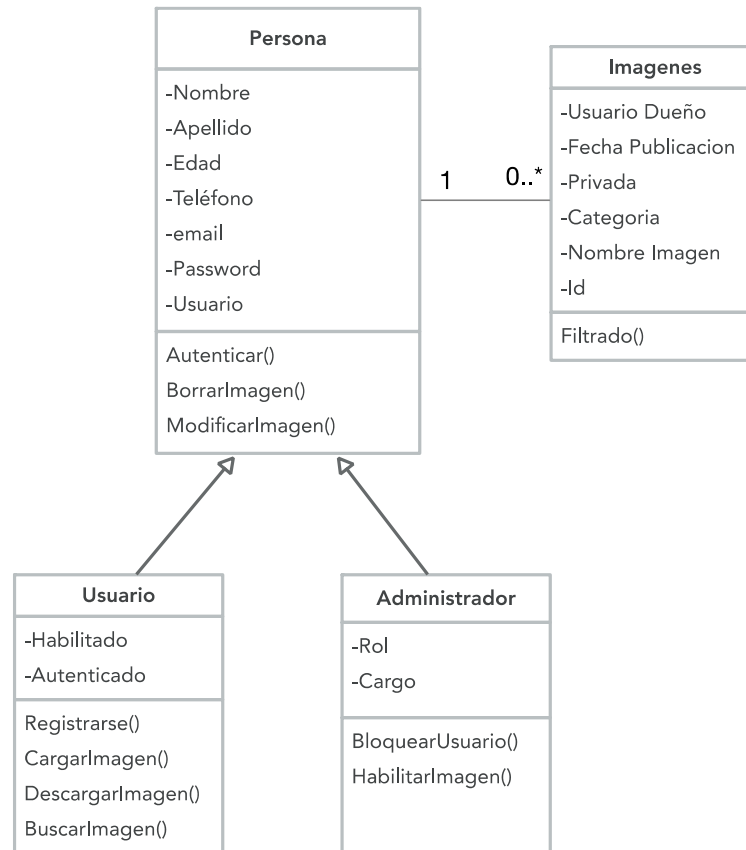 Persona
-Nombre
-Apellido
-Edad
-Teléfono
-email
-Password
-Usuario
Autenticar()
BorrarImagen()
ModificarImagen()
1
0..*
Imagenes
-Usuario Dueño
-Fecha Publicacion
-Privada
-Categoria
-Nombre Imagen
-Id
Filtrado()
Usuario
-Habilitado
-Autenticado
Registrarse()
CargarImagen()
DescargarImagen()
BuscarImagen()
Administrador
-Rol
-Cargo
BloquearUsuario()
HabilitarImagen()